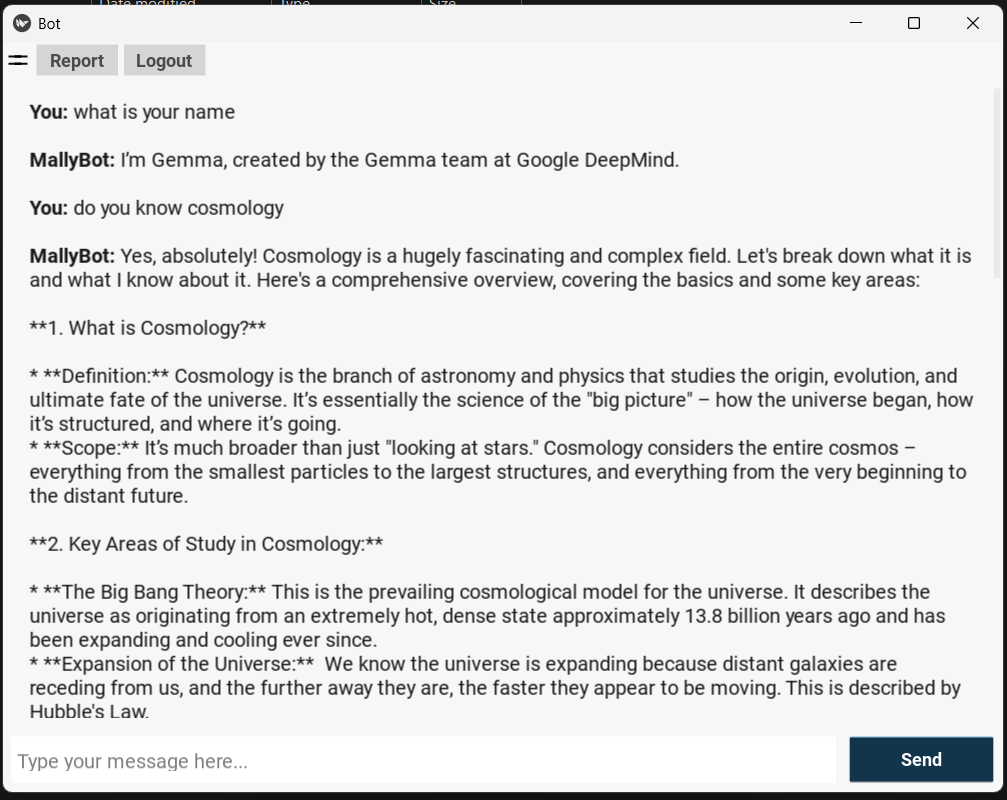 Date modified Type Size
Bot
Report Logout
You: what is your name
MallyBot: I’m Gemma, created by the Gemma team at Google DeepMind.
You: do you know cosmology
MallyBot: Yes, absolutely! Cosmology is a hugely fascinating and complex field. Let's break down what it is
and what I know about it. Here's a comprehensive overview, covering the basics and some key areas:
**1. What is Cosmology?**
* **Definition:** Cosmology is the branch of astronomy and physics that studies the origin, evolution, and
ultimate fate of the universe. It’s essentially the science of the "big picture" – how the universe began, how
it’s structured, and where it’s going.
* **Scope:** It’s much broader than just "looking at stars." Cosmology considers the entire cosmos –
everything from the smallest particles to the largest structures, and everything from the very beginning to
the distant future.
**2. Key Areas of Study in Cosmology:**
* **The Big Bang Theory:** This is the prevailing cosmological model for the universe. It describes the
universe as originating from an extremely hot, dense state approximately 13.8 billion years ago and has
been expanding and cooling ever since.
* **Expansion of the Universe:**  We know the universe is expanding because distant galaxies are
receding from us, and the further away they are, the faster they appear to be moving. This is described by
Hubble's Law.
Type your message here...
Send